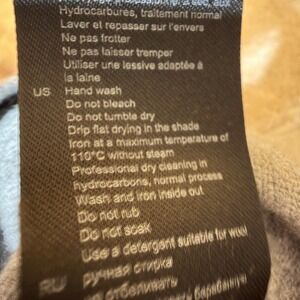 Hydrocarbures, traitement normal
Laver et repasser sur l'envers
Ne pas frotter
Ne pas laisser tremper
Utiliser une lessive adaptée à
la laine
US Hand wash
Do not bleach
Do not tumble dry
Drip flat drying in the shade
Iron at a maximum temperature of
110°C without steam
Professional dry cleaning in
hydrocarbons, normal process
Wash and iron inside out
Do not rub
Do not soak
Use a detergent suitable for wool
RU Ручная стирка
Не отбеливать
барабанную